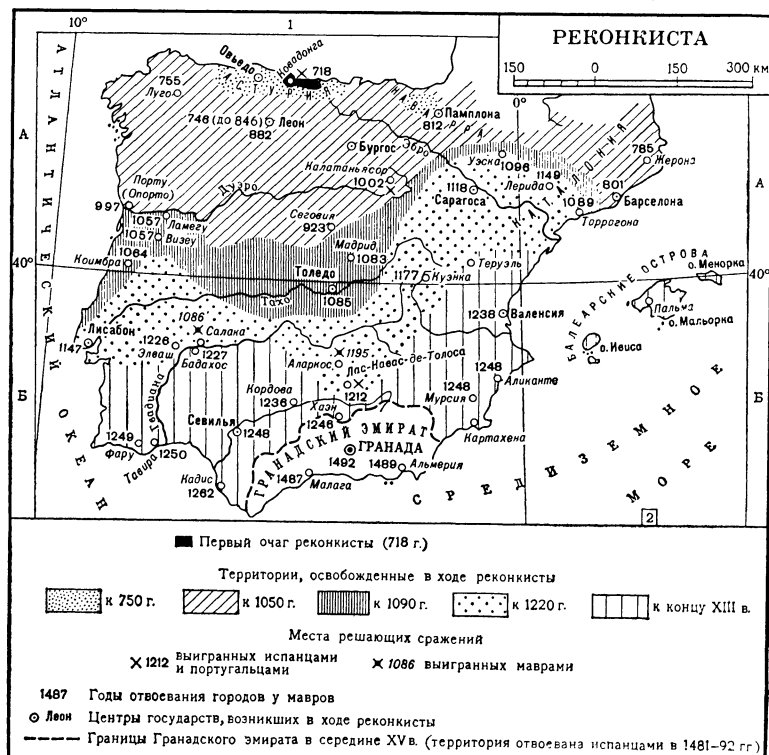 10°
1
РЕКОНКИСТА
150 0 150 300 км
0°
АТЛАНТИЧЕСКИЙ ОКЕАН
А
А
40°
40°
Б
Б
Овьедо
Ковадонга
718
АСТУРИЯ
НАВАРРА
755
Луго
746 (до 846)
Леон
882
Памплона
812
Бургос
Эбро
Уэска
1096
КАТАЛОНИЯ
785
Жерона
Калатаньясор
1002
1149
Лерида
1118
Сарагоса
801
Барселона
1089
Таррагона
Порту
(Опорто)
997
Дуэро
1057
Ламегу
1057
Визеу
Сеговия
923
Мадрид
1083
1064
Коимбра
Толедо
1085
Тахо
1177
Куэнка
Теруэль
БАЛЕАРСКИЕ ОСТРОВА
о. Менорка
Пальма
о. Мальорка
о. Ивиса
1238
Валенсия
Лисабон
1147
1086
Салака
1226
Элваш
1227
Бадахос
1195
Аларкос
Лас-Навас-де-Толоса
1212
Гвадиана
Кордова
1236
Хаэн
1246
1248
Аликанте
1248
Мурсия
Картахена
Севилья
1248
ГРАНАДСКИЙ ЭМИРАТ
ГРАНАДА
1492
1489
Альмерия
1487
Малага
1249
Фару
Тавира
1250
Кадис
1262
СРЕДИЗЕМНОЕ МОРЕ
2
Первый очаг реконкисты (718 г.)
Территории, освобожденные в ходе реконкисты
к 750 г. к 1050 г. к 1090 г. к 1220 г. к концу XIII в.
Места решающих сражений
1212 выигранных испанцами
и португальцами
1086 выигранных маврами
1487 Годы отвоевания городов у мавров
Леон Центры государств, возникших в ходе реконкисты
Границы Гранадского эмирата в середине XV в. (территория отвоевана испанцами в 1481-92 гг)